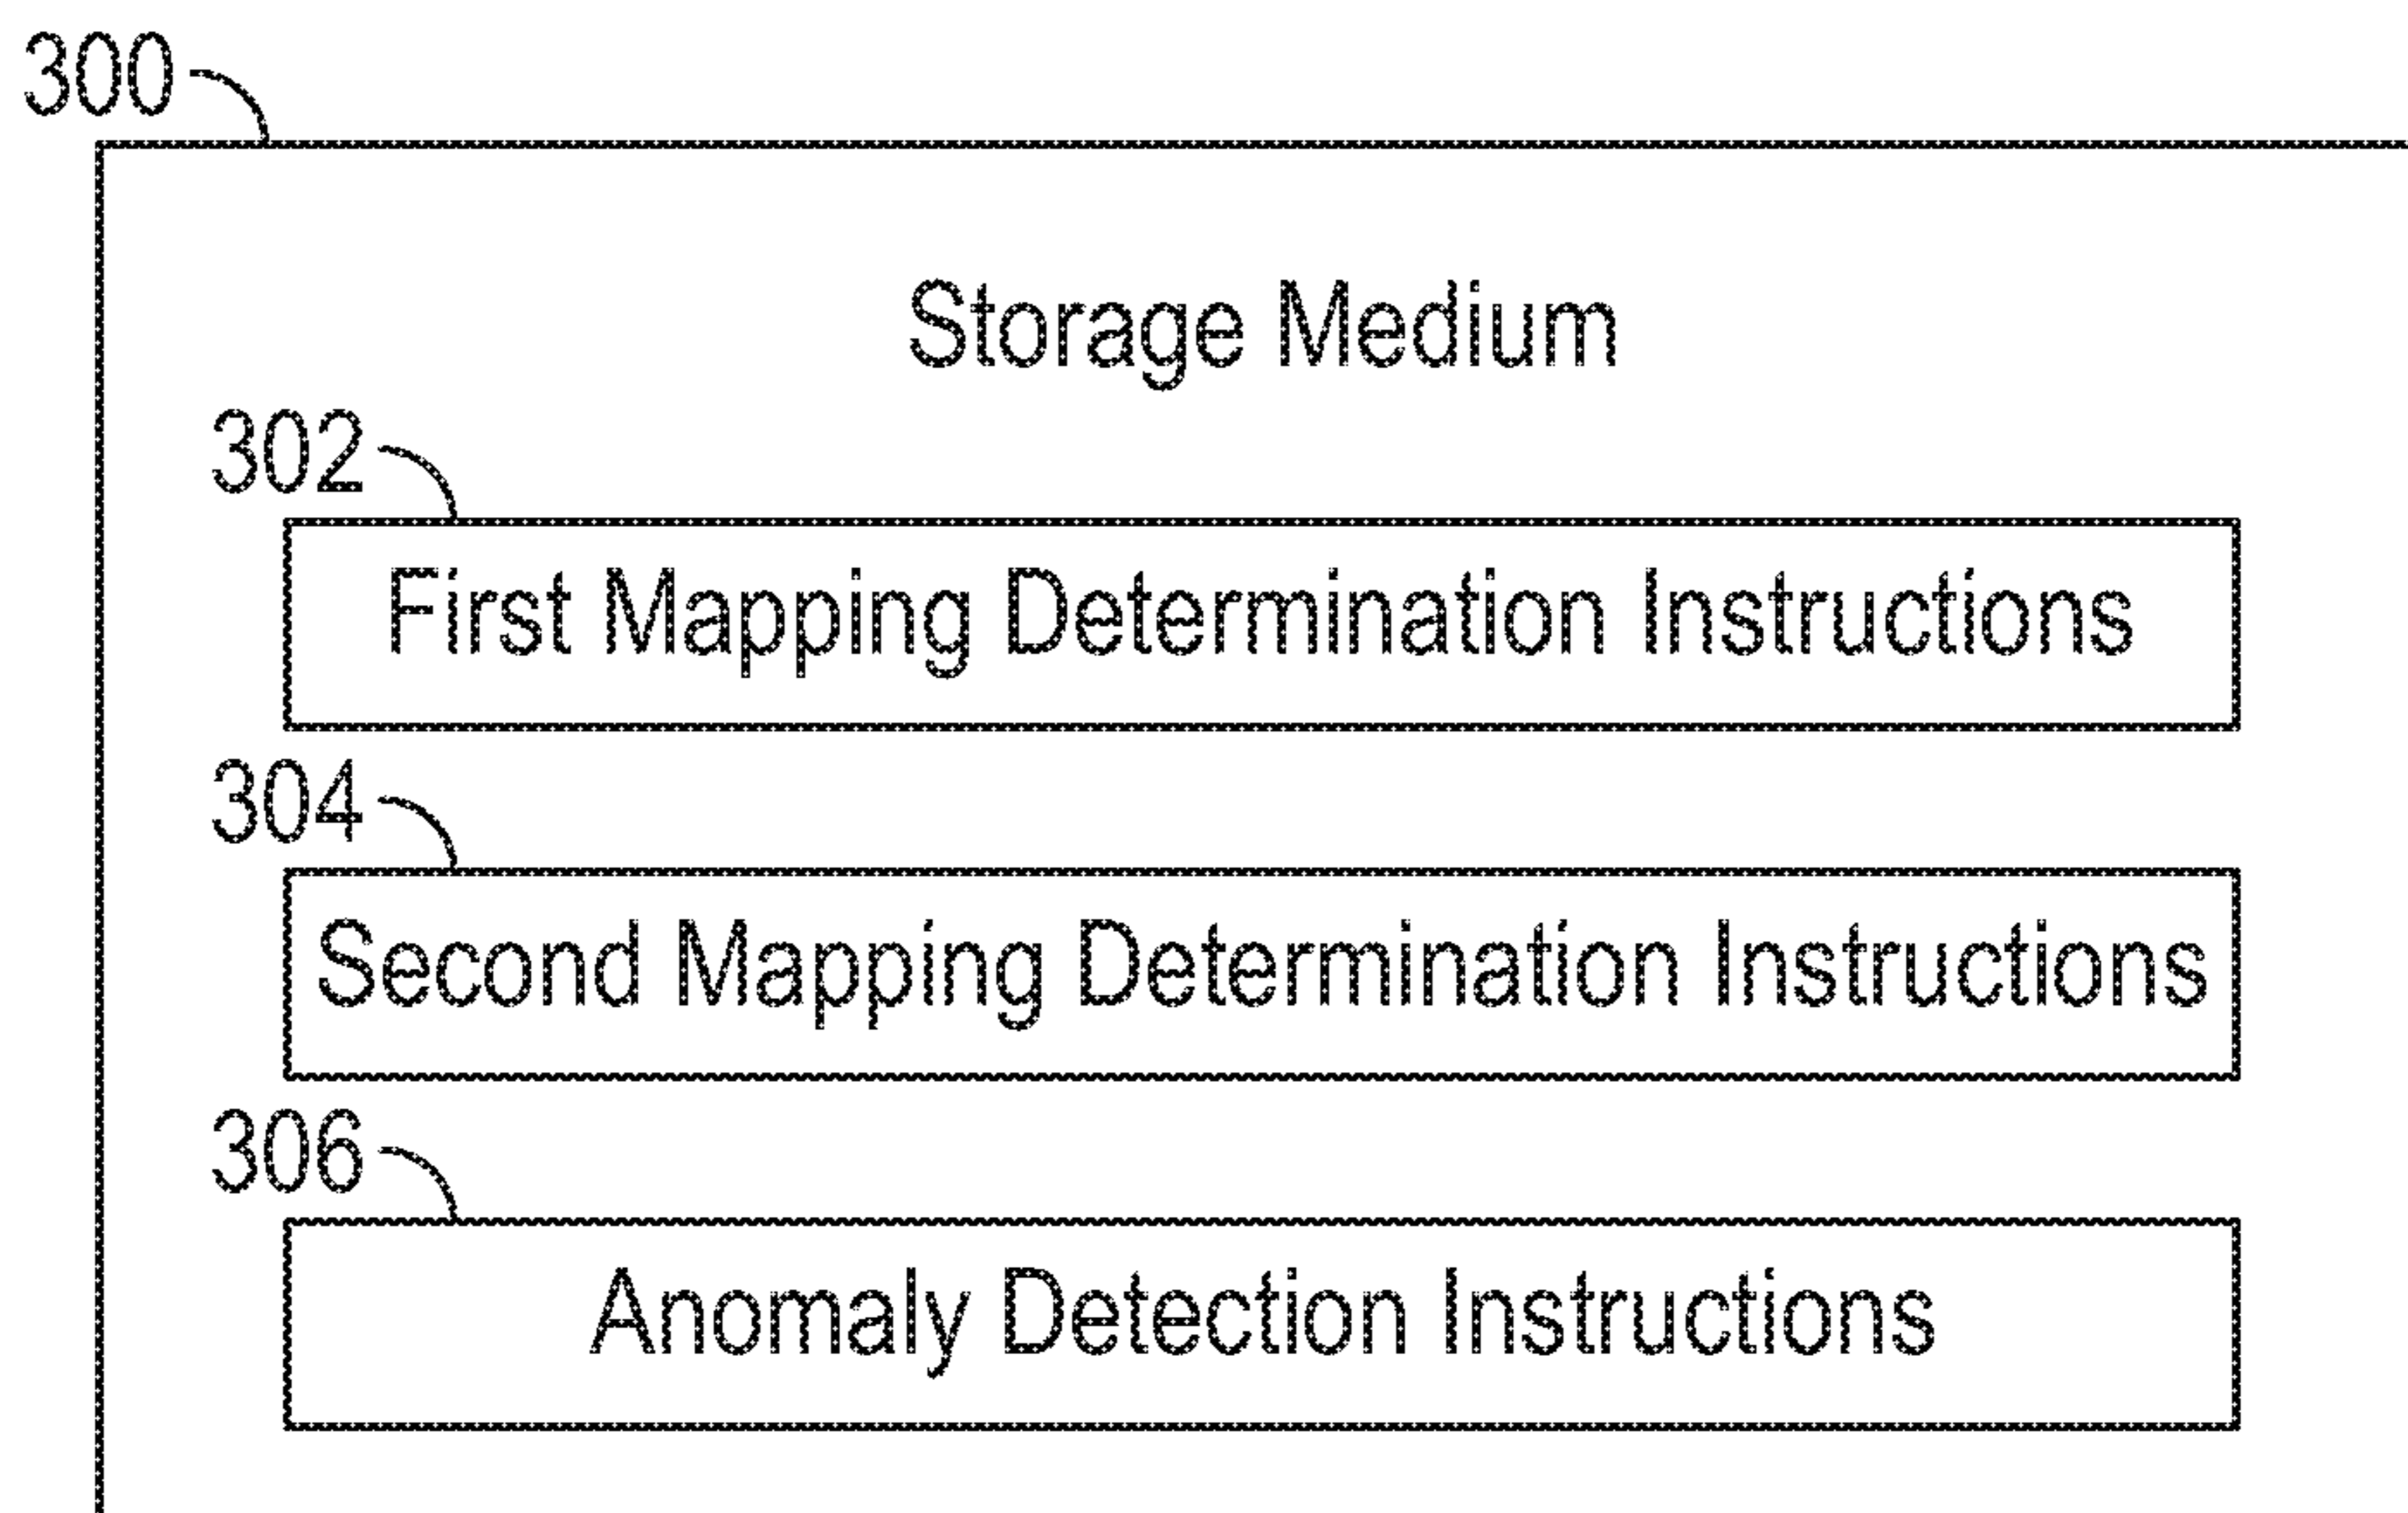 300
Storage Medium
302
First Mapping Determination Instructions
304
Second Mapping Determination Instructions
306
Anomaly Detection Instructions